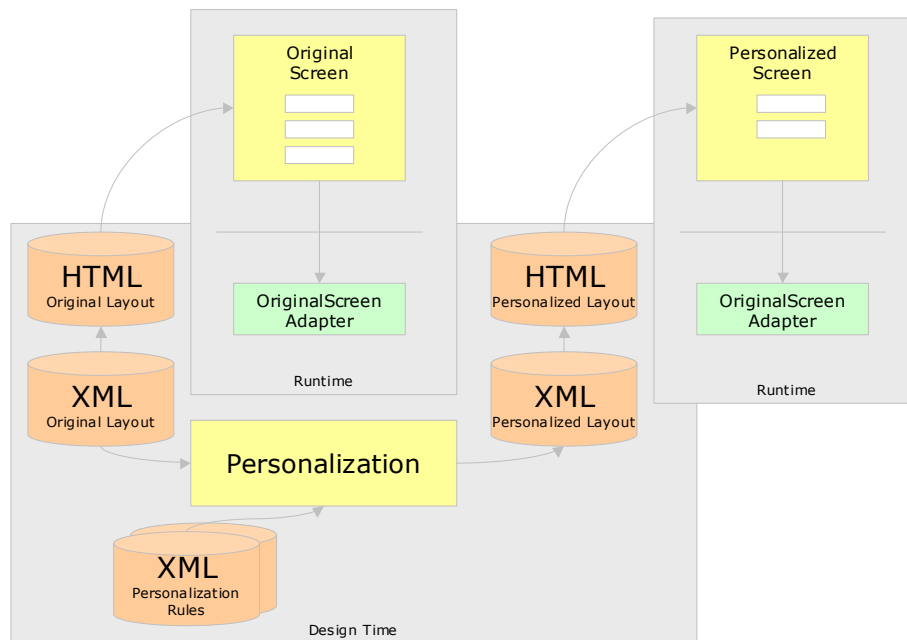 Original
Screen
Personalized
Screen
HTML
Original Layout
OriginalScreen
Adapter
HTML
Personalized Layout
OriginalScreen
Adapter
XML
Original Layout
Runtime
XML
Personalized Layout
Runtime
Personalization
XML
Personalization
Rules
Design Time